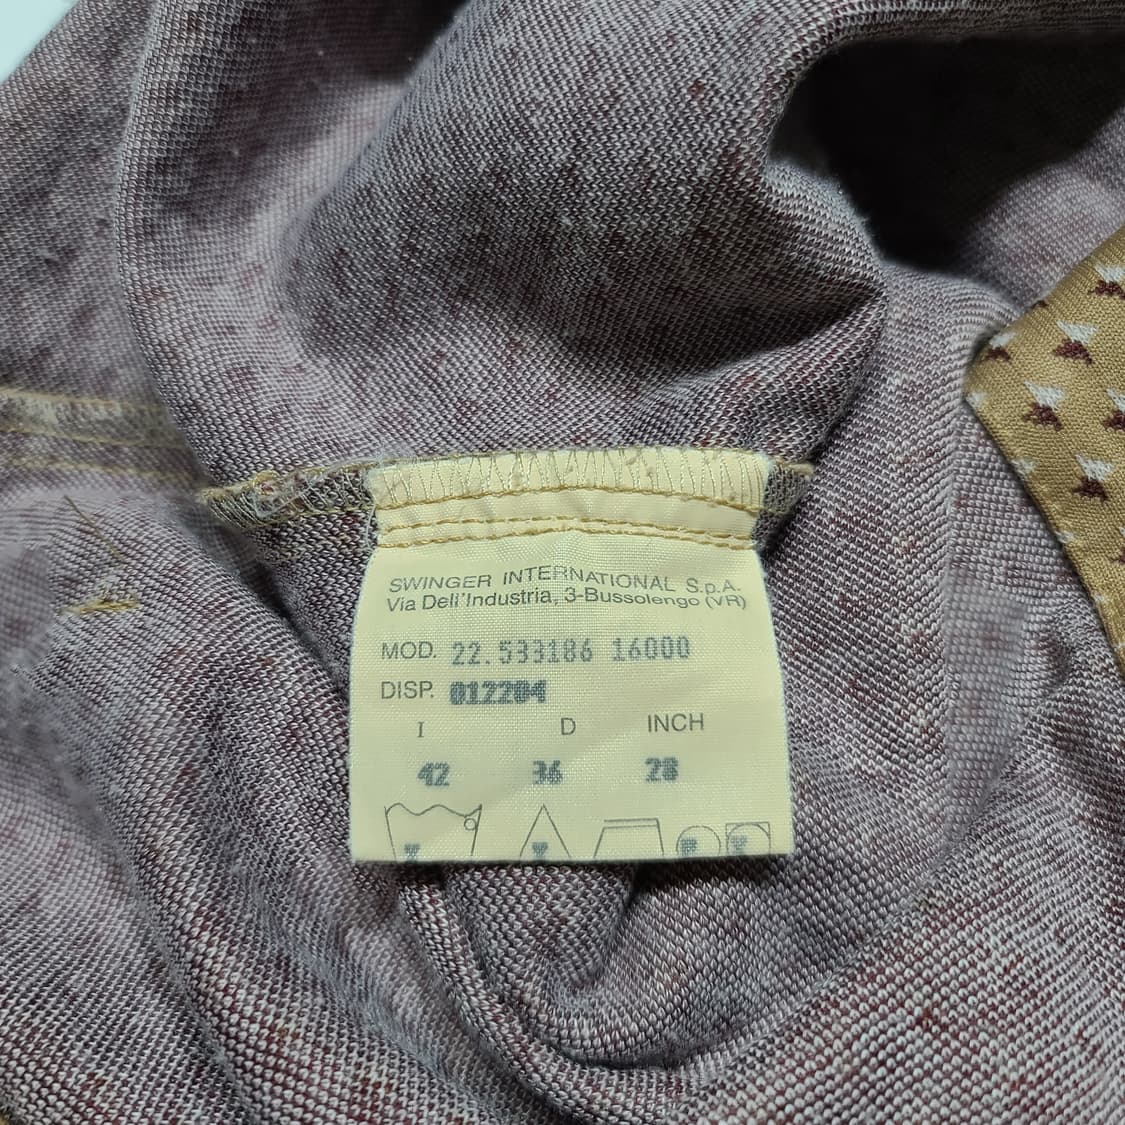 SWINGER INTERNATIONAL S.p.A.
Via Dell'Industria, 3-Bussolengo (VR)
MOD. 22.533186 16000
DISP. 012204
I D INCH
42 36 28